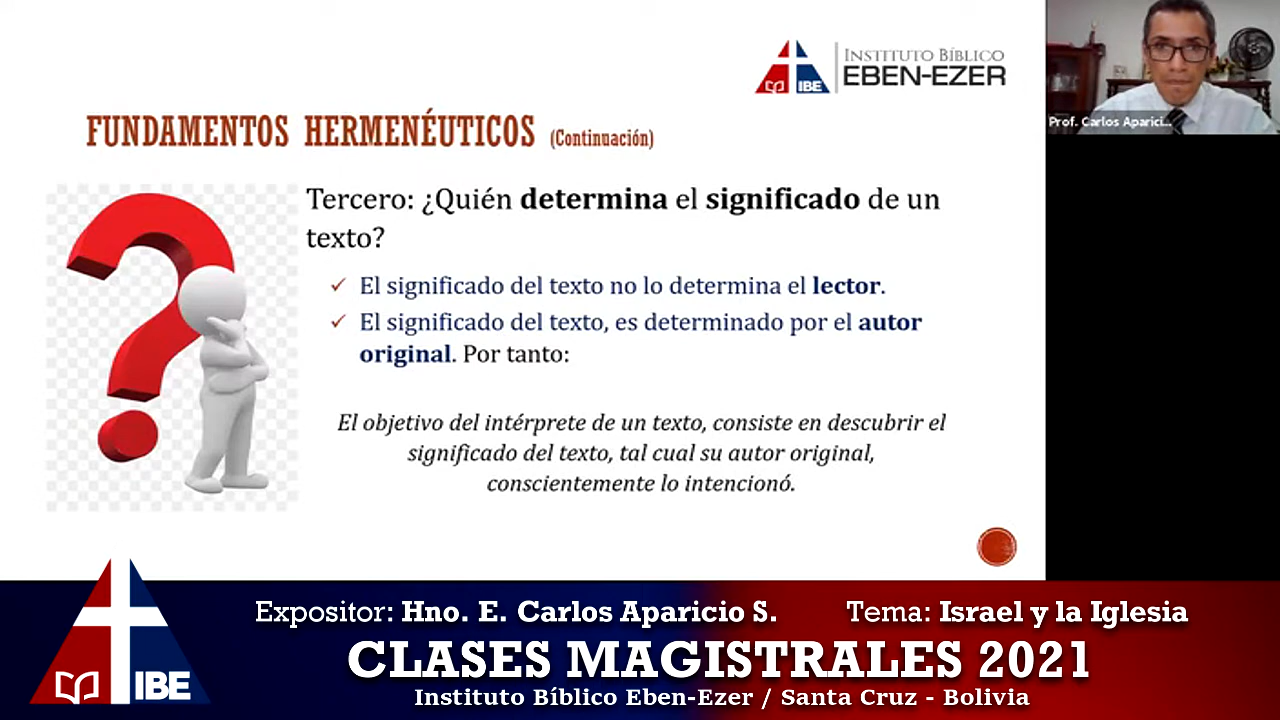 INSTITUTO BÍBLICO
EBEN-EZER
IBE
Prof. Carlos Aparici...
FUNDAMENTOS HERMENÉUTICOS (Continuación)
Tercero: ¿Quién determina el significado de un
texto?
✓ El significado del texto no lo determina el lector.
✓ El significado del texto, es determinado por el autor
original. Por tanto:
El objetivo del intérprete de un texto, consiste en descubrir el
significado del texto, tal cual su autor original,
conscientemente lo intencionó.
Expositor: Hno. E. Carlos Aparicio S. Tema: Israel y la Iglesia
CLASES MAGISTRALES 2021
Instituto Bíblico Eben-Ezer / Santa Cruz - Bolivia
IBE